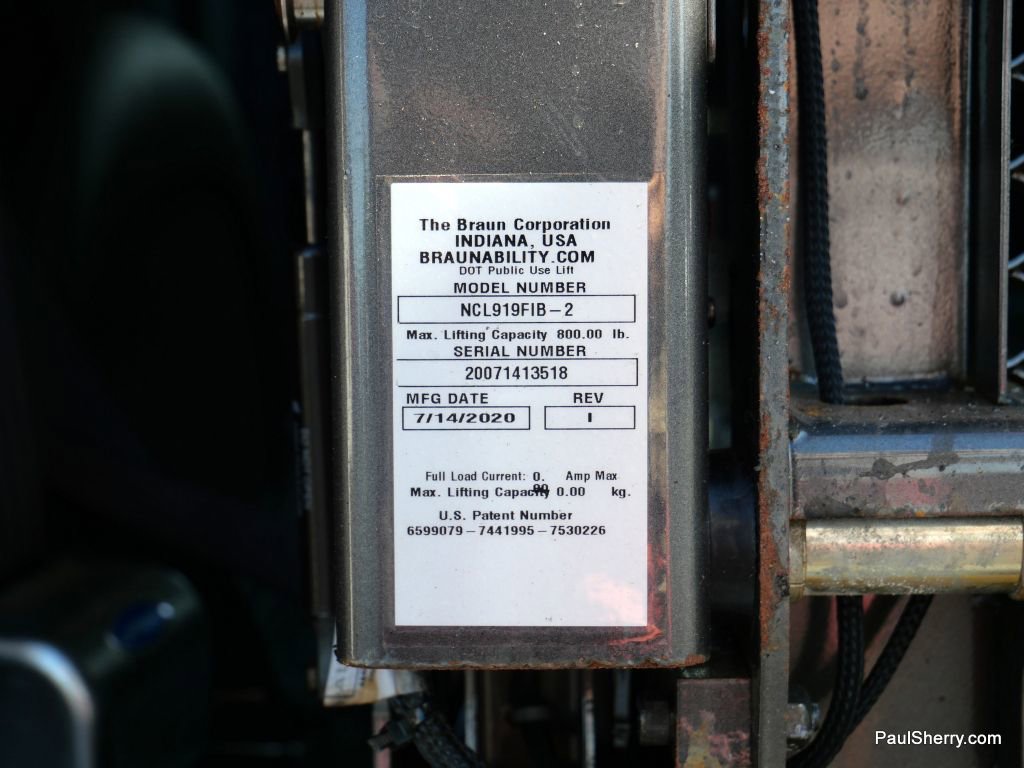 The Braun Corporation
INDIANA, USA
BRAUNABILITY.COM
DOT Public Use Lift
MODEL NUMBER
NCL919FIB-2
Max. Lifting Capacity 800.00 lb.
SERIAL NUMBER
20071413518
MFG DATE REV
7/14/2020 I
Full Load Current: 0. Amp Max
Max. Lifting Capacity 0.00 kg.
U.S. Patent Number
6599079-7441995-7530226
PaulSherry.com